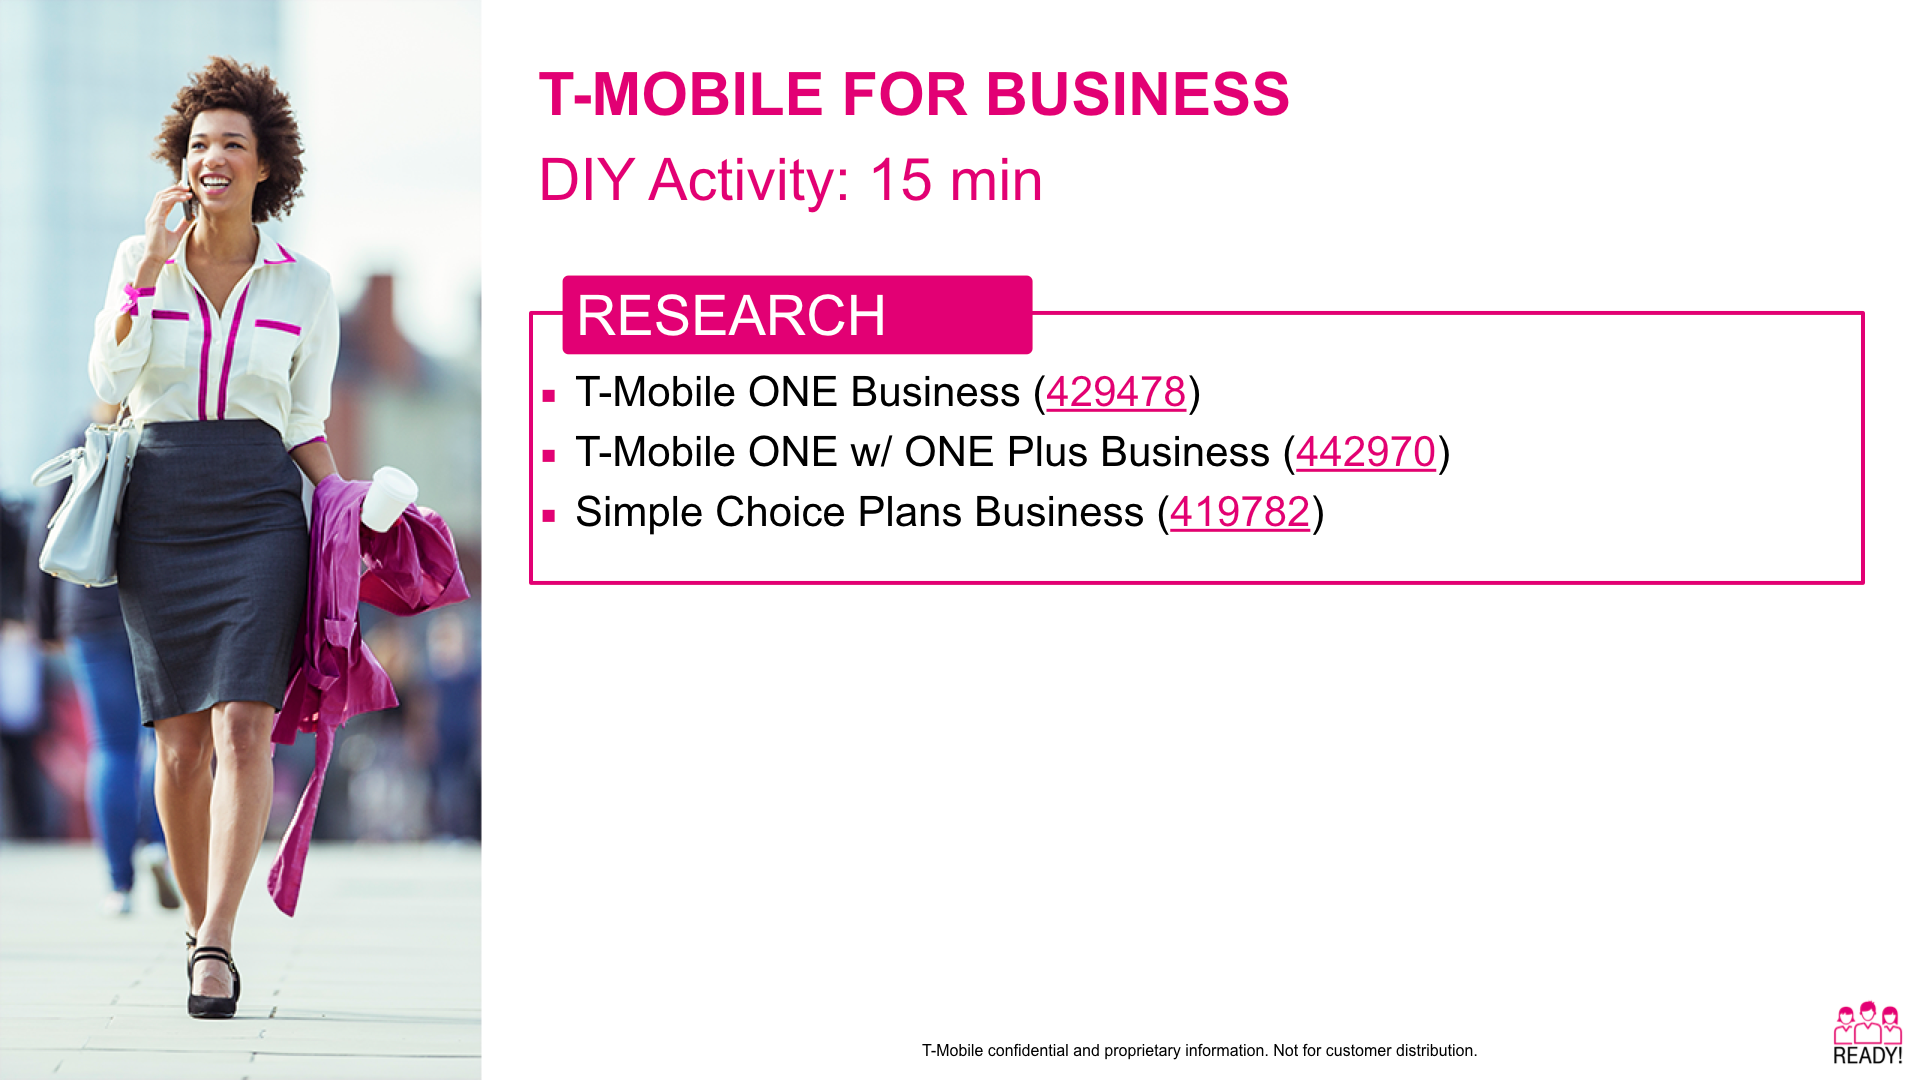 T-MOBILE FOR BUSINESS
DIY Activity: 15 min
RESEARCH
▪ T-Mobile ONE Business (429478)
▪ T-Mobile ONE w/ ONE Plus Business (442970)
▪ Simple Choice Plans Business (419782)
T-Mobile confidential and proprietary information. Not for customer distribution.
READY!